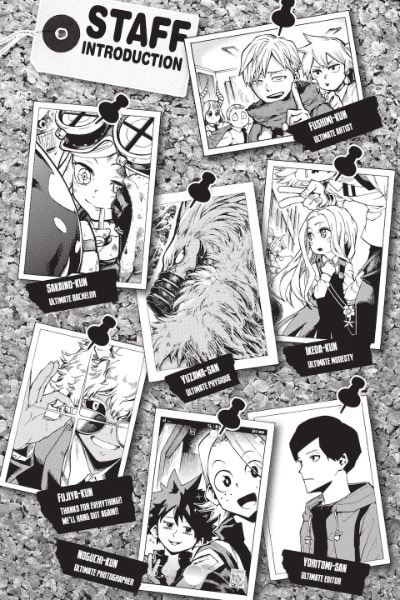 STAFF
INTRODUCTION
FUSHIMI-KUN
ULTIMATE ARTIST
SAKAINO-KUN
ULTIMATE BACHELOR
YUZAWA-SAN
ULTIMATE PHYSIQUE
IKEDO-KUN
ULTIMATE MODESTY
FUJIYA-KUN
THANKS FOR EVERYTHING!!
WE'LL HANG OUT AGAIN!!
NOGUCHI-KUN
ULTIMATE PHOTOGRAPHER
YORITOMI-SAN
ULTIMATE EDITOR